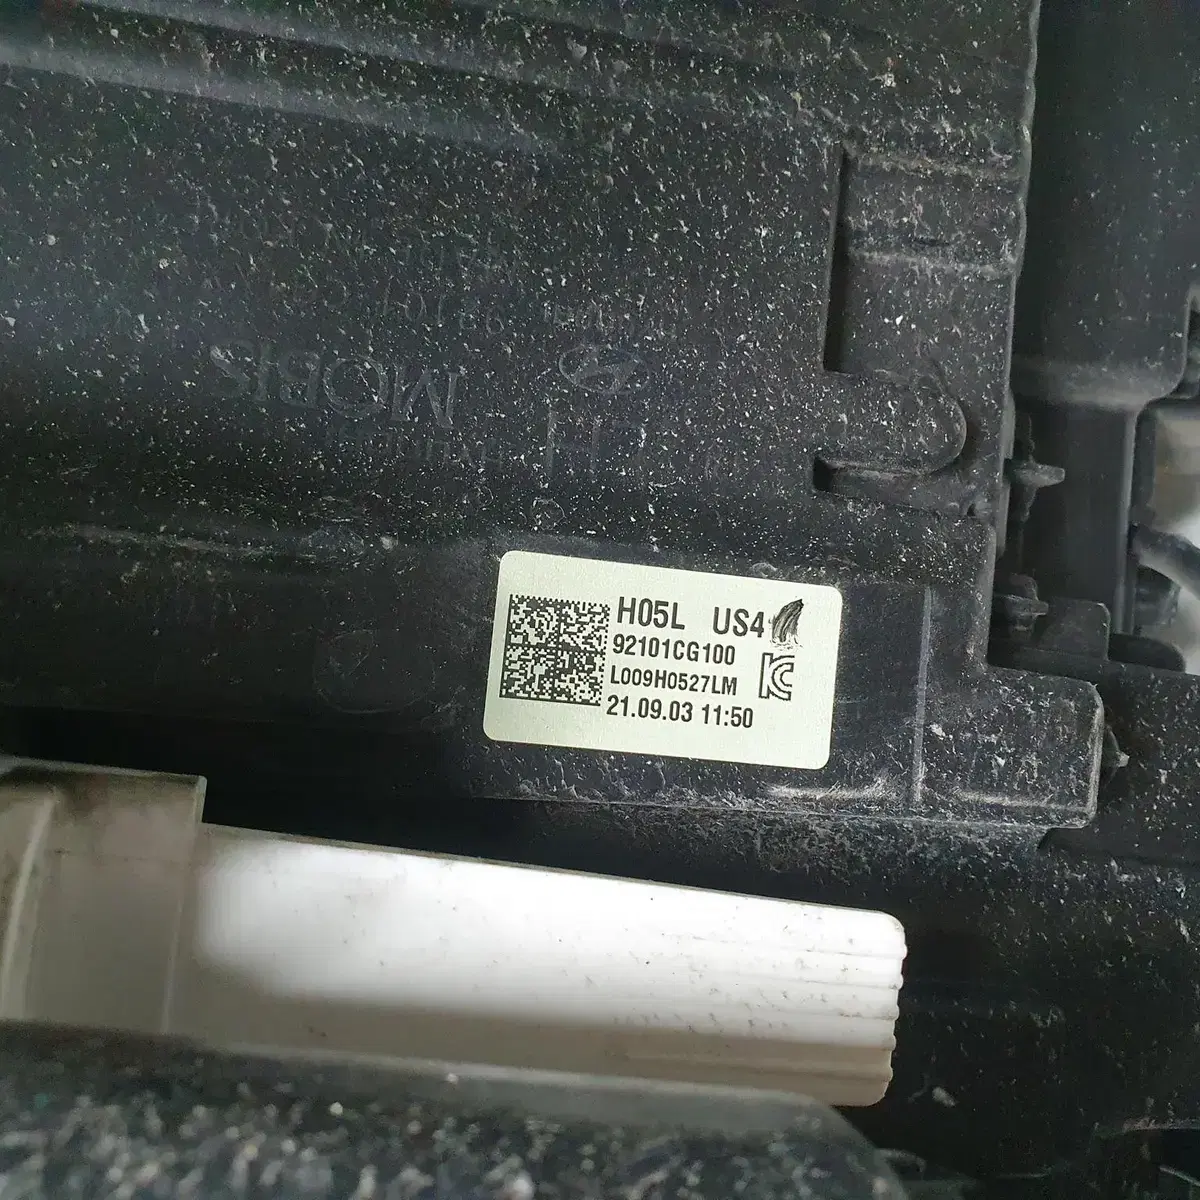 MOBIS
H05L US4
92101CG100
L009H0527LM
21.09.03 11:50